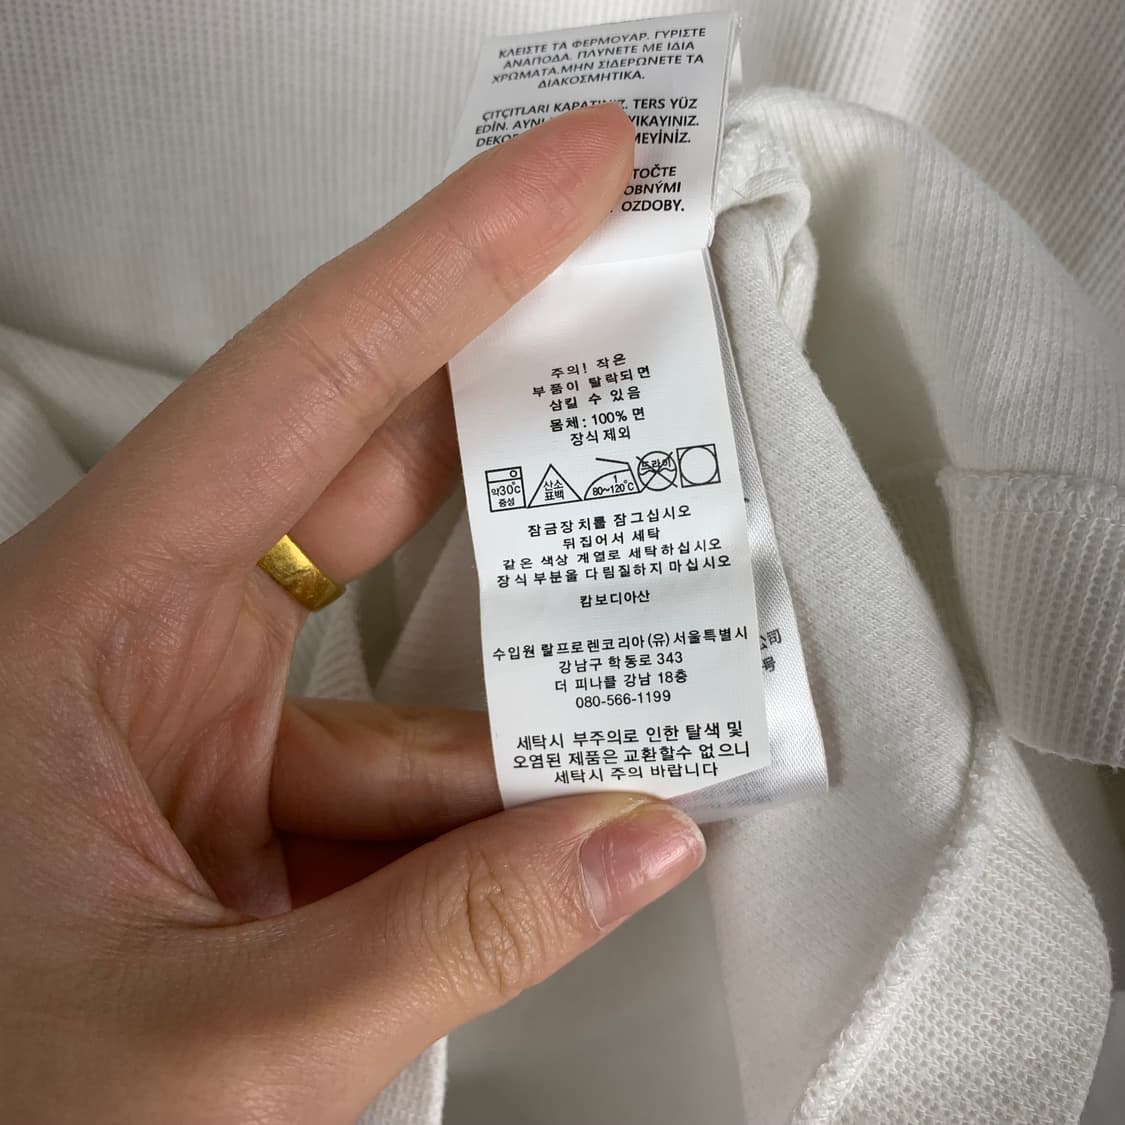 ΚΛΕΙΣΤΕ ΤΑ ΦΕΡΜΟΥΑΡ. ΓΥΡΙΣΤΕ
ΑΝΑΠΟΔΑ. ΠΛΥΝΕΤΕ ΜΕ ΙΔΙΑ
ΧΡΩΜΑΤΑ.ΜΗΝ ΣΙΔΕΡΩΝΕΤΕ ΤΑ
ΔΙΑΚΟΣΜΗΤΙΚΑ.
ÇITÇITLARI KAPATINIZ. TERS YÜZ
EDİN. YIKAYINIZ.
OZDOBY.
주의! 작은
부품이 탈락되면
삼킬 수 있음
몸체: 100% 면
장식 제외
약30°c
중성
산소
표백
1
80~120°C
드라이
잠금장치를 잠그십시오
뒤집어서 세탁
같은 색상 계열로 세탁하십시오
장식 부분을 다림질하지 마십시오
캄보디아산
수입원 랄프로렌코리아(유)서울특별시
강남구 학동로 343
더 피나클 강남 18층
080-566-1199
세탁시 부주의로 인한 탈색 및
오염된 제품은 교환할수 없으니
세탁시 주의 바랍니다